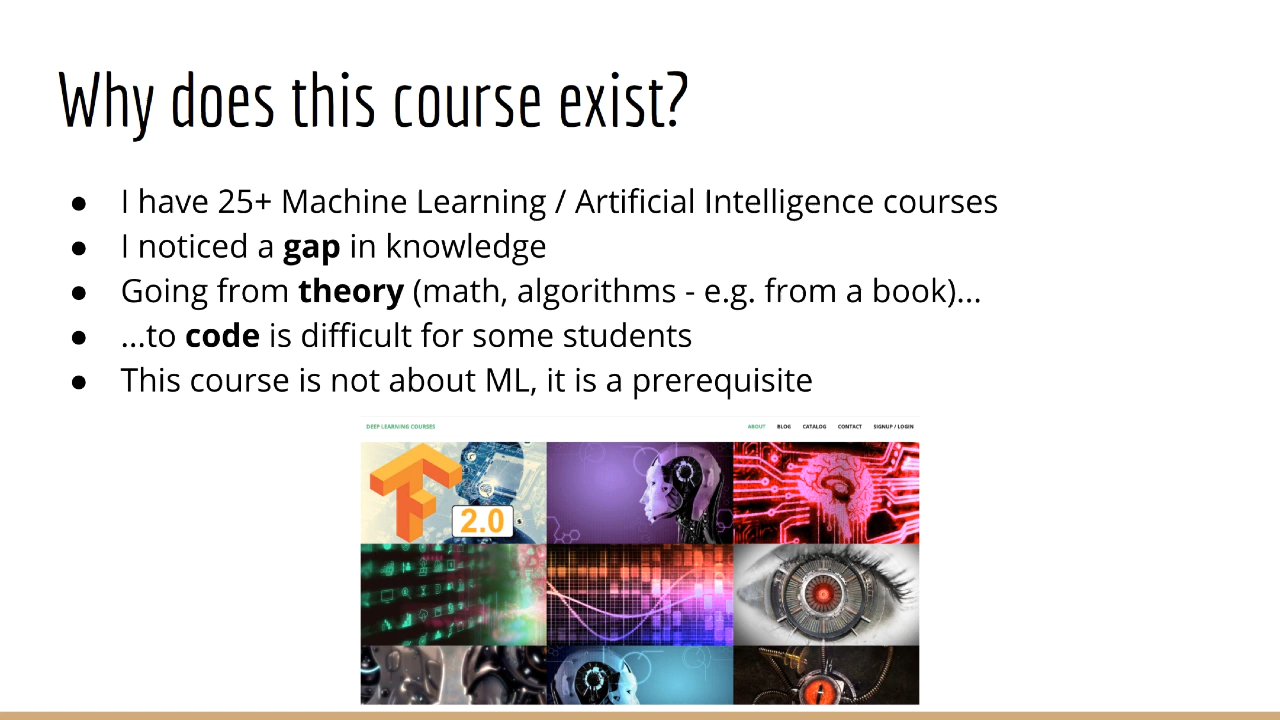 Why does this course exist?
● I have 25+ Machine Learning / Artificial Intelligence courses
● I noticed a gap in knowledge
● Going from theory (math, algorithms - e.g. from a book)...
● ...to code is difficult for some students
● This course is not about ML, it is a prerequisite
DEEP LEARNING COURSES ABOUT BLOG CATALOG CONTACT SIGNUP / LOGIN
2.0